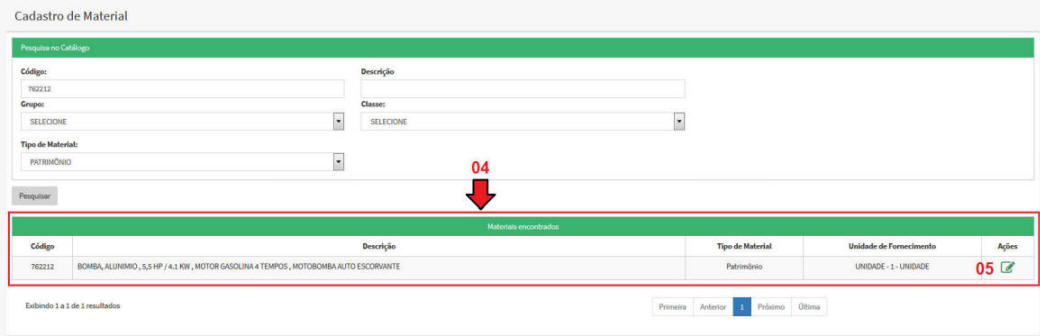 Cadastro de Material
Pesquisa no Catálogo
Código: Descrição
762212
Grupo: Classe:
SELECIONE SELECIONE
Tipo de Material:
PATRIMÔNIO
04
Pesquisar
Materiais encontrados
Código Descrição Tipo de Material Unidade de Fornecimento Ações
762212 BOMBA, ALUNIMIO , 5,5 HP / 4.1 KW , MOTOR GASOLINA 4 TEMPOS , MOTOBOMBA AUTO ESCORVANTE Patrimônio UNIDADE - 1 - UNIDADE 05
Exibindo 1 a 1 de 1 resultados Primeira Anterior 1 Próximo Última